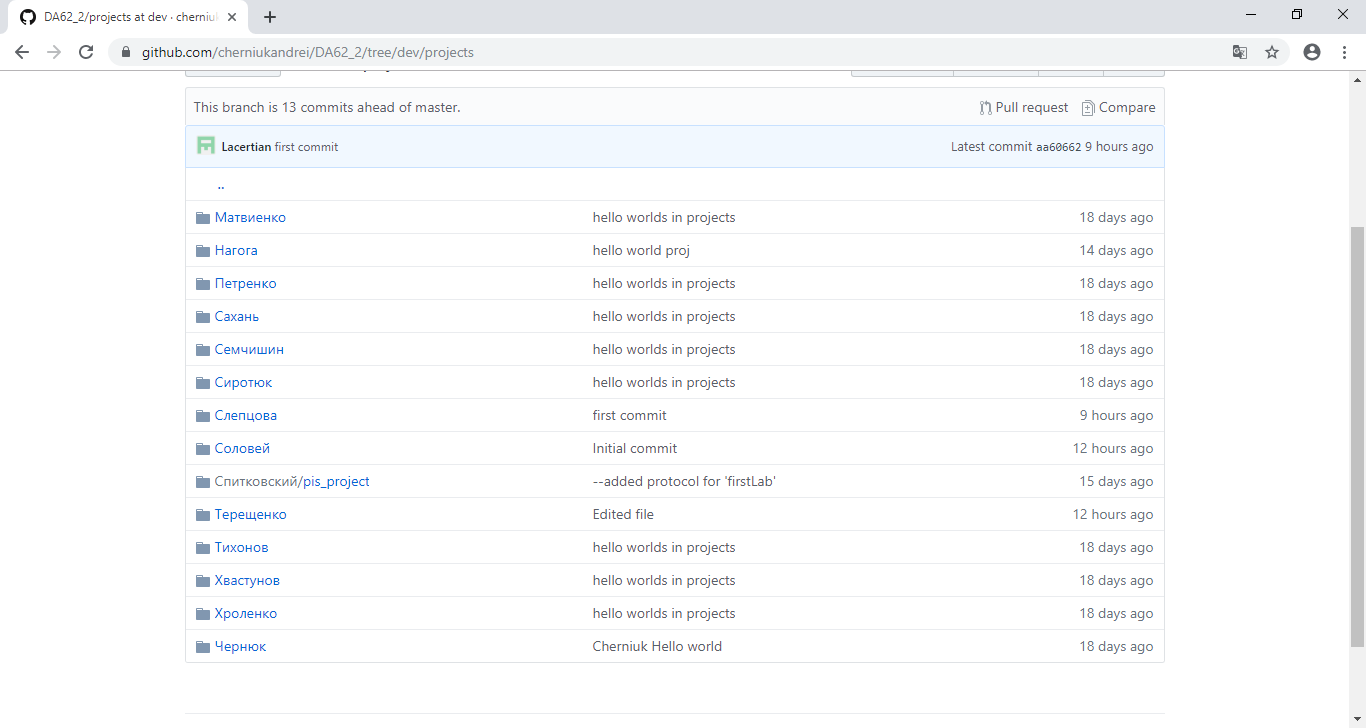 DA62_2/projects at dev · cherniuk
github.com/cherniukandrei/DA62_2/tree/dev/projects
This branch is 13 commits ahead of master. Pull request Compare
Lacertian first commit Latest commit aa60662 9 hours ago
..
Матвиенко hello worlds in projects 18 days ago
Нагога hello world proj 14 days ago
Петренко hello worlds in projects 18 days ago
Сахань hello worlds in projects 18 days ago
Семчишин hello worlds in projects 18 days ago
Сиротюк hello worlds in projects 18 days ago
Слепцова first commit 9 hours ago
Соловей Initial commit 12 hours ago
Спитковский/pis_project --added protocol for 'firstLab' 15 days ago
Терещенко Edited file 12 hours ago
Тихонов hello worlds in projects 18 days ago
Хвастунов hello worlds in projects 18 days ago
Хроленко hello worlds in projects 18 days ago
Чернюк Cherniuk Hello world 18 days ago